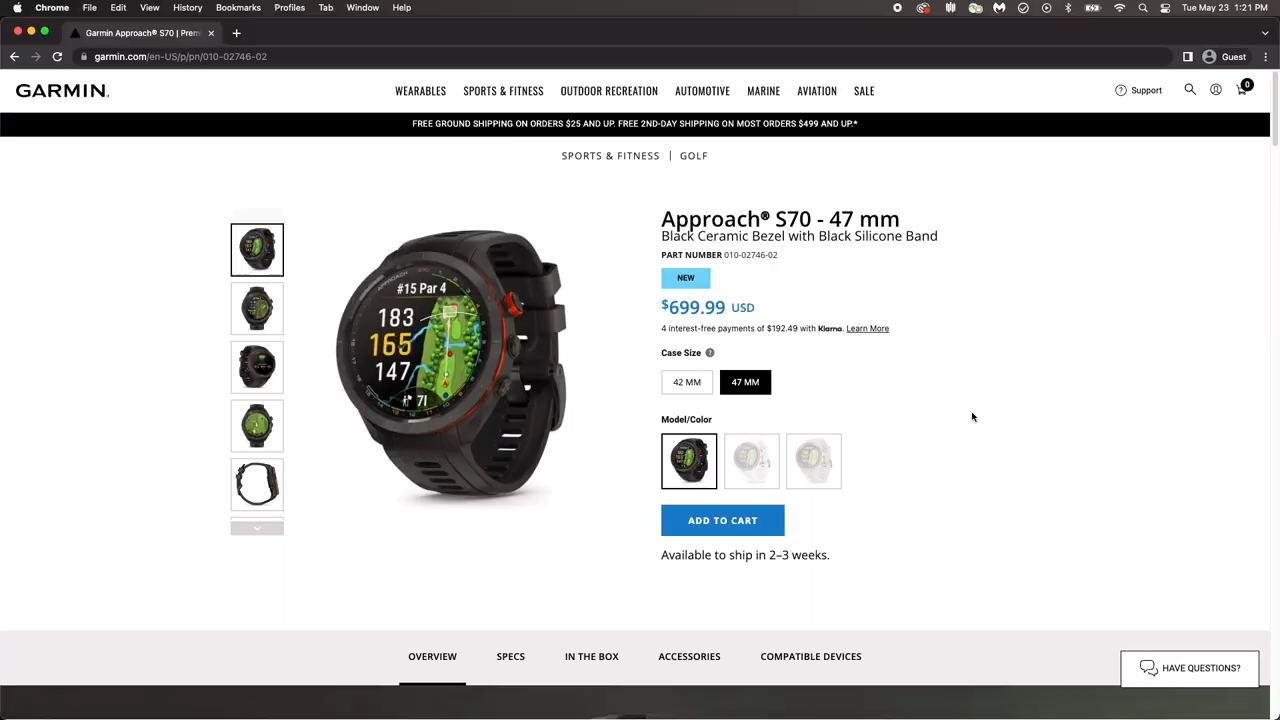 Chrome File Edit View History Bookmarks Profiles Tab Window Help
Tue May 23 1:21 PM
Garmin Approach® S70 | Prem
garmin.com/en-US/p/pn/010-02746-02
Guest
GARMIN.
WEARABLES SPORTS & FITNESS OUTDOOR RECREATION AUTOMOTIVE MARINE AVIATION SALE
Support
0
FREE GROUND SHIPPING ON ORDERS $25 AND UP. FREE 2ND-DAY SHIPPING ON MOST ORDERS $499 AND UP.*
SPORTS & FITNESS | GOLF
APPROACH
#15 Par 4
183
165
147
71
Approach® S70 - 47 mm
Black Ceramic Bezel with Black Silicone Band
PART NUMBER 010-02746-02
NEW
$699.99 USD
4 interest-free payments of $192.49 with Klarna. Learn More
Case Size ?
42 MM 47 MM
Model/Color
ADD TO CART
Available to ship in 2–3 weeks.
OVERVIEW SPECS IN THE BOX ACCESSORIES COMPATIBLE DEVICES
HAVE QUESTIONS?